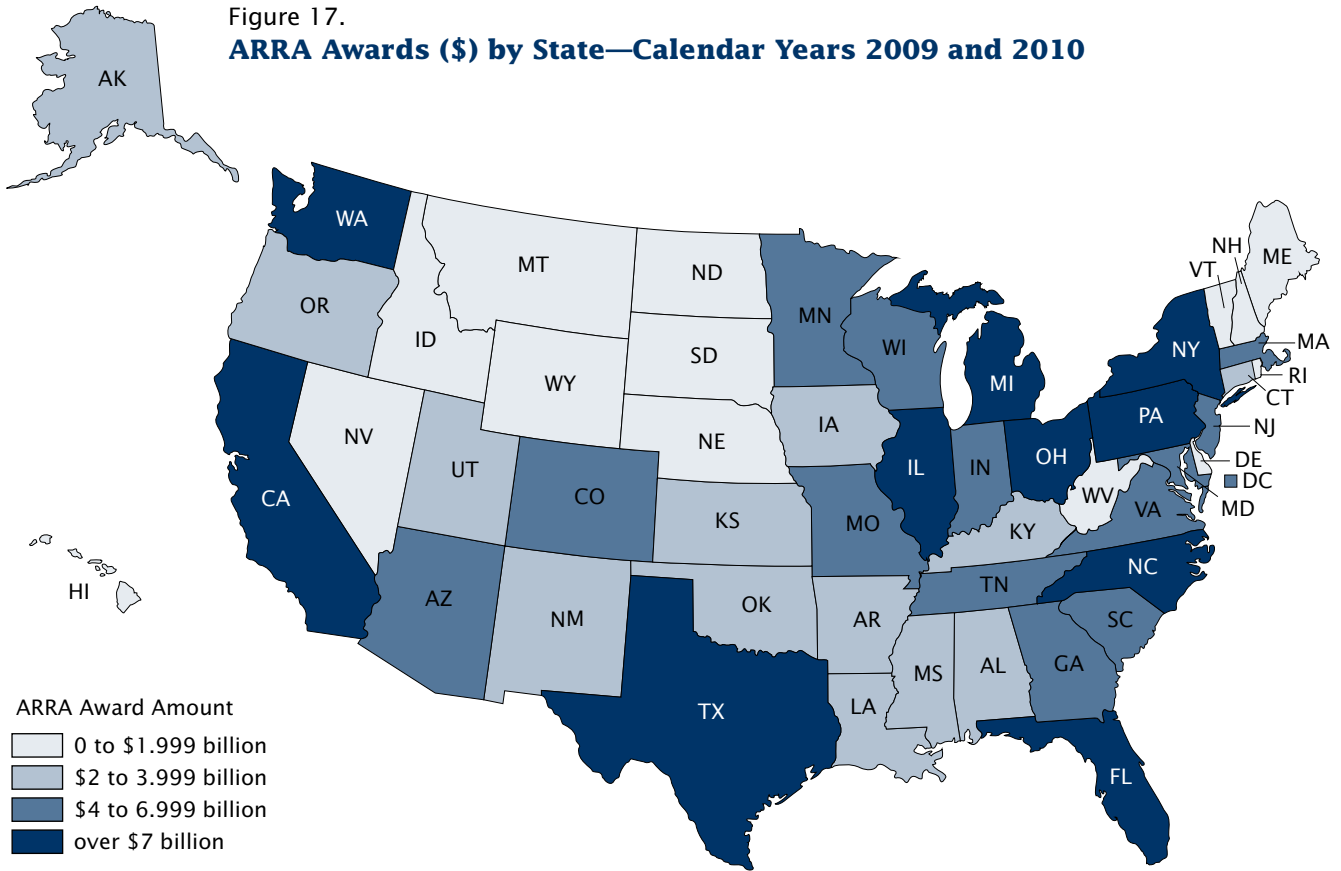 Figure 17.
ARRA Awards ($) by State—Calendar Years 2009 and 2010
AK
WA
MT
ND
OR
ID
SD
WY
MN
WI
MI
NY
NH
VT
ME
MA
RI
CT
PA
NJ
NV
UT
CO
NE
IA
IL
IN
OH
WV
DE
DC
MD
VA
CA
KS
MO
KY
NC
TN
SC
AZ
NM
OK
AR
HI
MS
AL
GA
LA
TX
FL
ARRA Award Amount
0 to $1.999 billion
$2 to 3.999 billion
$4 to 6.999 billion
over $7 billion